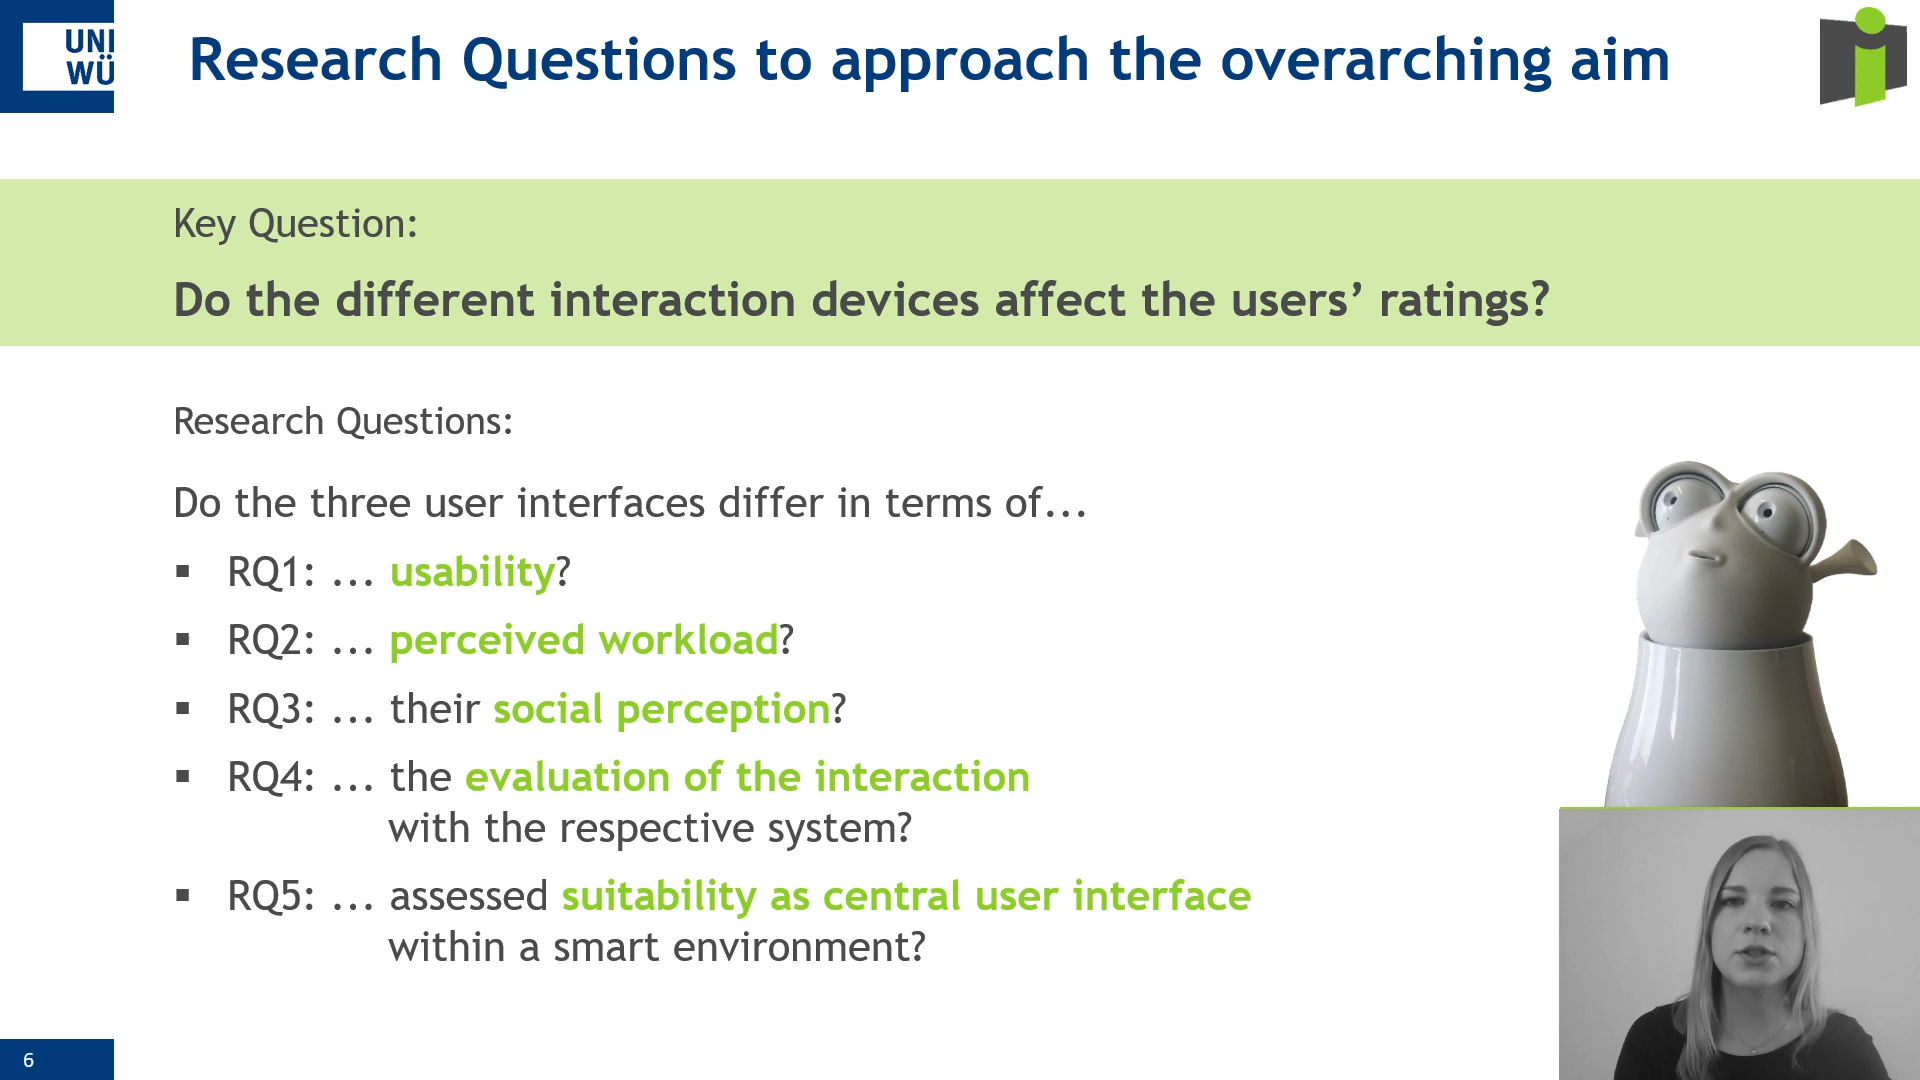 UNI
WÜ
Research Questions to approach the overarching aim
Key Question:
Do the different interaction devices affect the users’ ratings?
Research Questions:
Do the three user interfaces differ in terms of...
▪ RQ1: ... usability?
▪ RQ2: ... perceived workload?
▪ RQ3: ... their social perception?
▪ RQ4: ... the evaluation of the interaction
with the respective system?
▪ RQ5: ... assessed suitability as central user interface
within a smart environment?
6